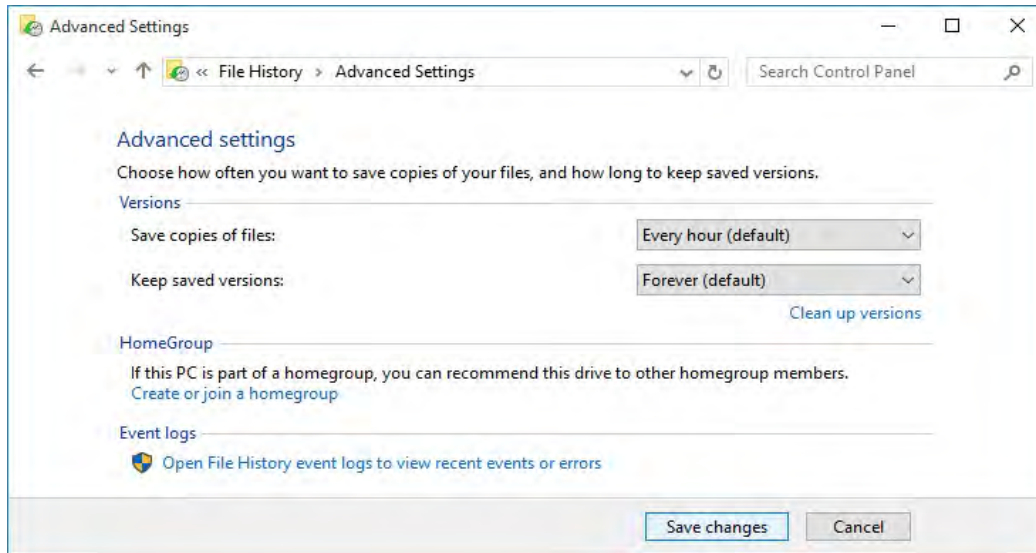 Advanced Settings
« File History > Advanced Settings
Search Control Panel
Advanced settings
Choose how often you want to save copies of your files, and how long to keep saved versions.
Versions
Save copies of files:
Every hour (default)
Keep saved versions:
Forever (default)
Clean up versions
HomeGroup
If this PC is part of a homegroup, you can recommend this drive to other homegroup members.
Create or join a homegroup
Event logs
Open File History event logs to view recent events or errors
Save changes
Cancel